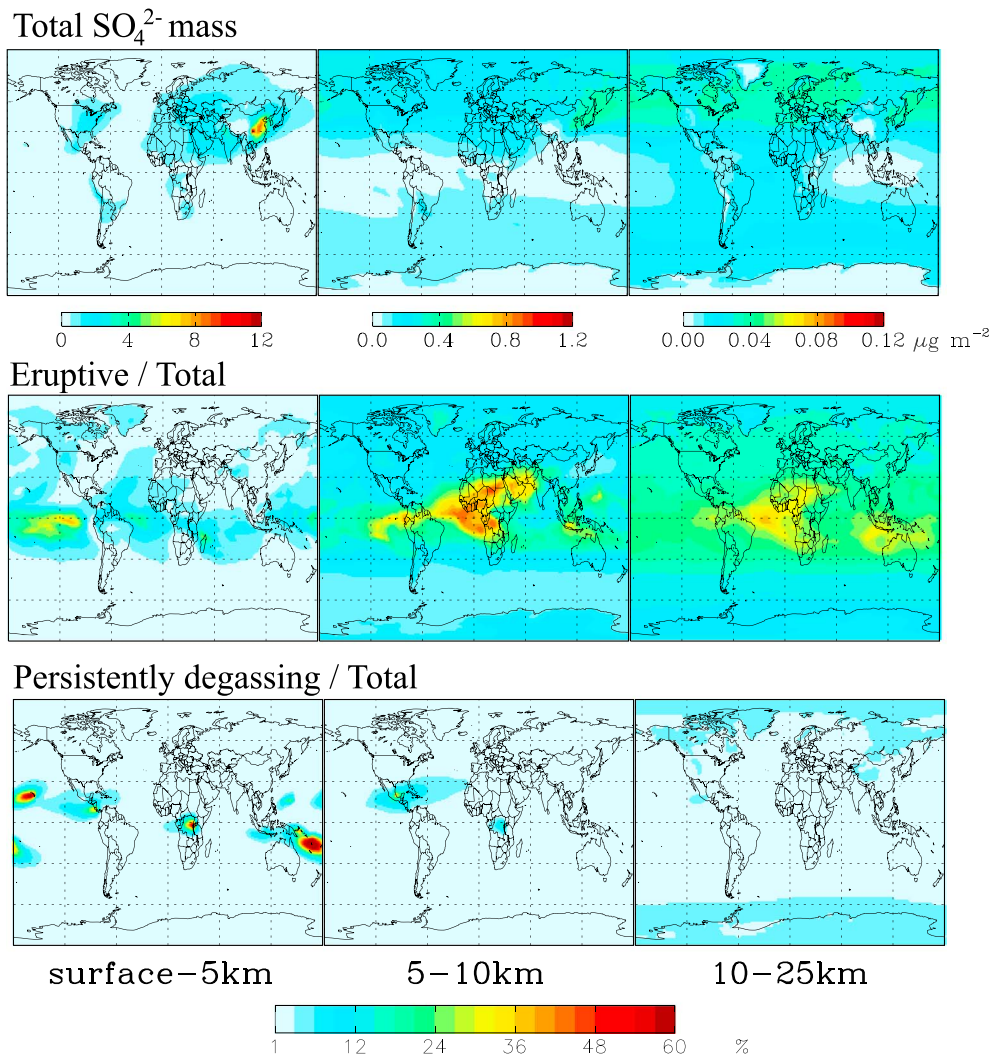 Total SO₄²⁻ mass
0 4 8 12
0.0 0.4 0.8 1.2
0.00 0.04 0.08 0.12 μg m⁻²
Eruptive / Total
Persistently degassing / Total
surface−5km
5−10km
10−25km
1 12 24 36 48 60 %